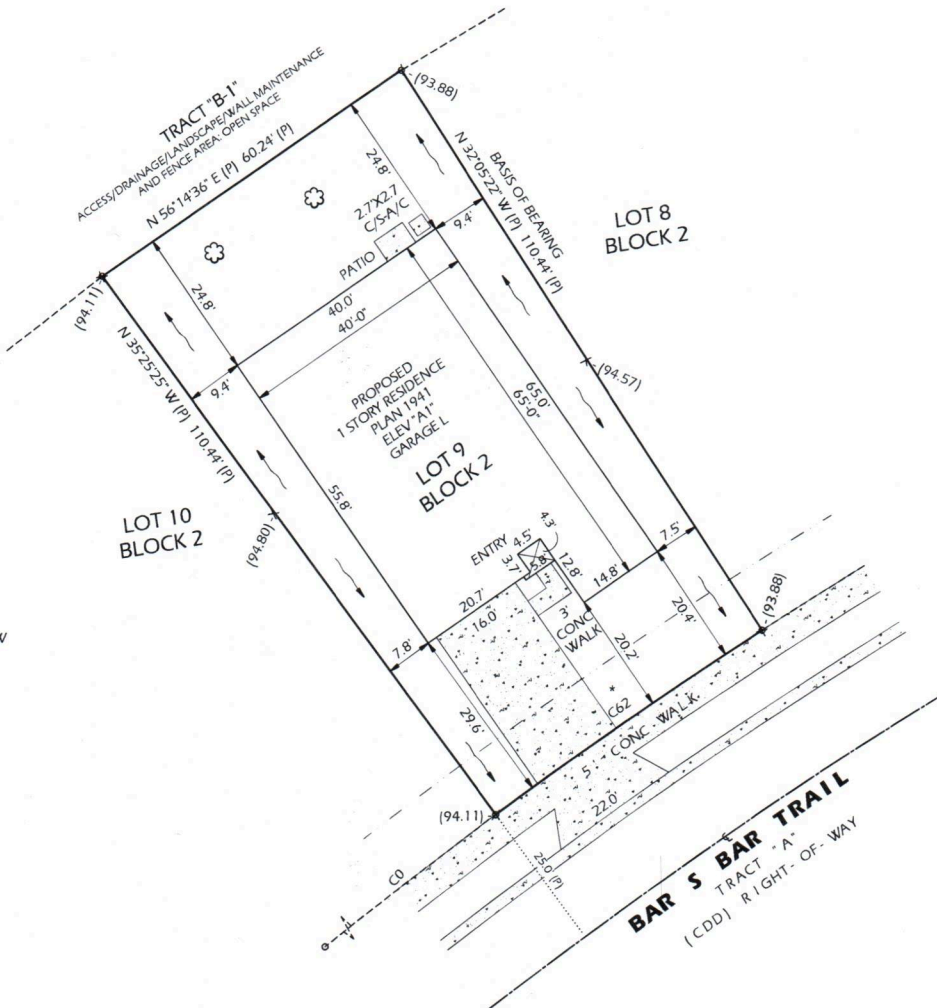 TRACT "B-1"
ACCESS/DRAINAGE/LANDSCAPE/WALL MAINTENANCE
AND FENCE AREA: OPEN SPACE
N 56°14'36" E (P) 60.24' (P)
(93.88)
24.8'
2.7'X2.7'
C/S-A/C
PATIO
9.4'
BASIS OF BEARING
N 32°05'22" W (P) 110.44' (P)
LOT 8
BLOCK 2
(94.11)
24.8'
40.0'
40'-0"
9.4'
N 35°25'25" W (P) 110.44' (P)
(94.57)
PROPOSED
1 STORY RESIDENCE
PLAN 1941
ELEV "A1"
GARAGE L
LOT 9
BLOCK 2
65.0'
65'-0"
55.8'
LOT 10
BLOCK 2
(94.80)
ENTRY
4.5'
4.3'
3.7'
5.8'
12.8'
14.8'
7.5'
20.7'
16.0'
3'
CONC
WALK
20.2'
20.4'
(93.88)
7.8'
29.6'
*
C62
5' CONC. WALK
22.0'
(94.11)
25.0' (P)
C0
BAR S BAR TRAIL
TRACT "A"
(CDD) RIGHT-OF-WAY
W